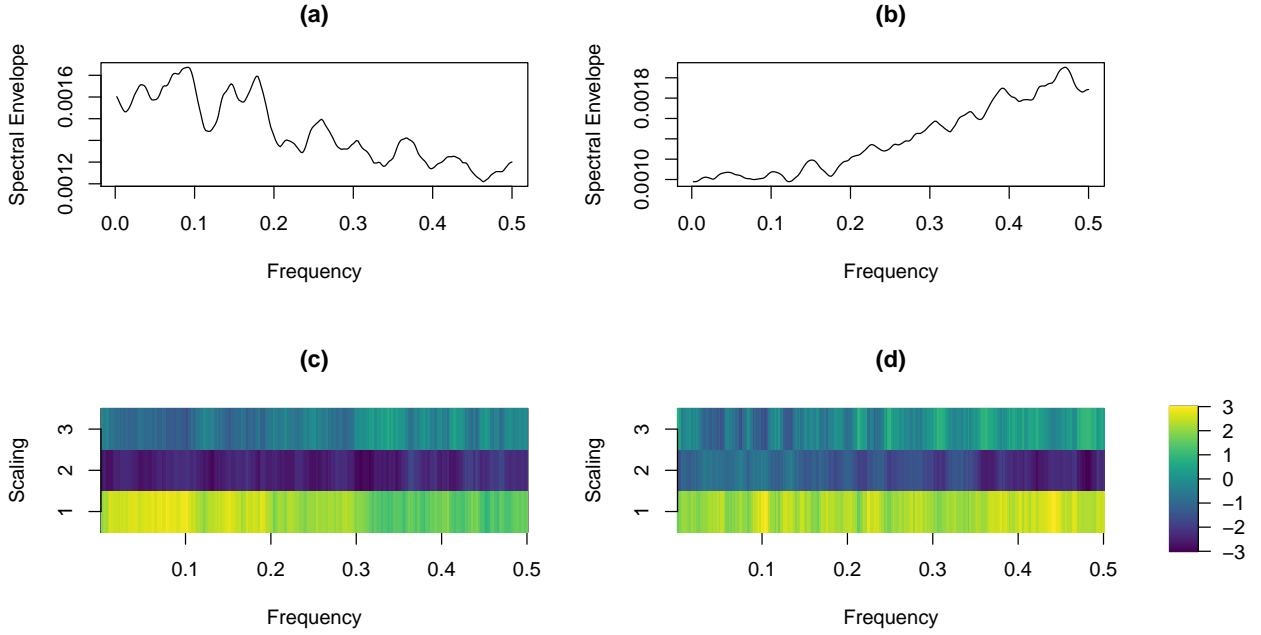 (a)
Spectral Envelope
0.0012 0.0016
0.0 0.1 0.2 0.3 0.4 0.5
Frequency
(b)
Spectral Envelope
0.0010 0.0018
0.0 0.1 0.2 0.3 0.4 0.5
Frequency
(c)
Scaling
3
2
1
0.1 0.2 0.3 0.4 0.5
Frequency
(d)
Scaling
3
2
1
0.1 0.2 0.3 0.4 0.5
Frequency
3
2
1
0
−1
−2
−3